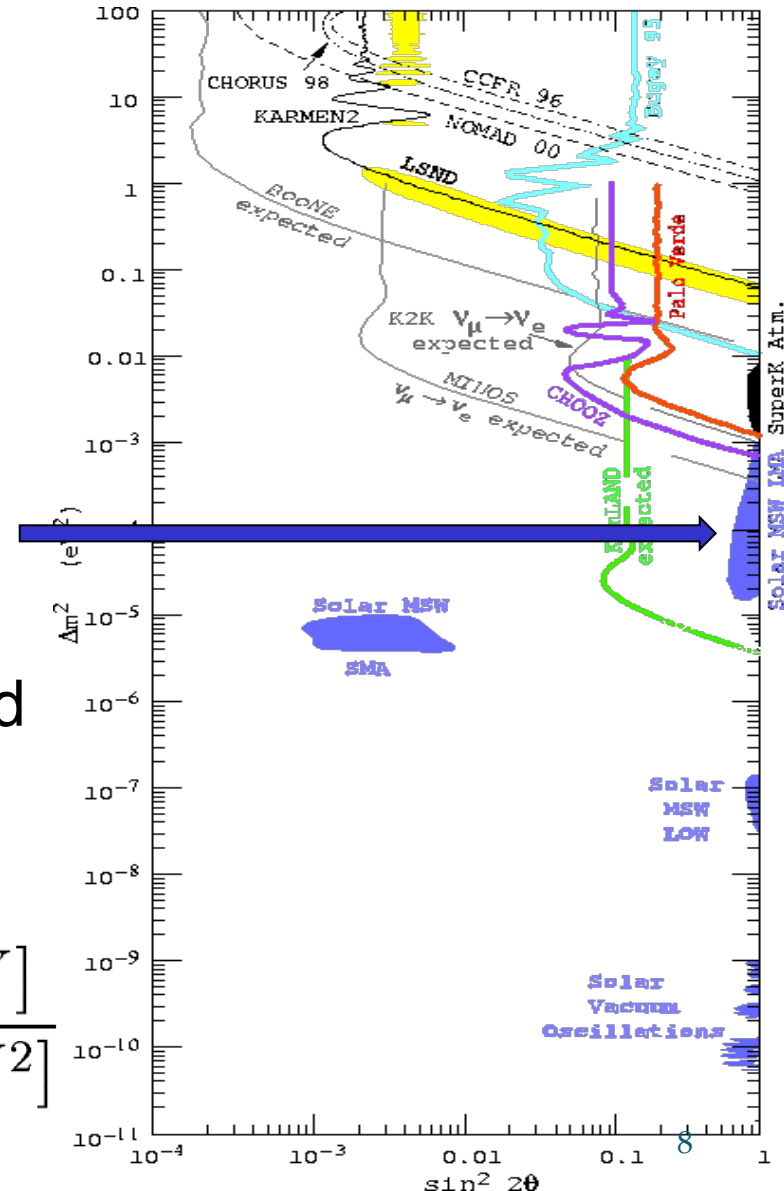 100
10
1
0.1
0.01
10-3
10-5
10-6
10-7
10-8
10-9
10-10
10-11
Δm2
CHORUS 98
CCFR 96
KARMEN2
NOMAD 00
Bugey 95
LSND
BooNE
expected
Palo Verde
K2K νμ→νe
expected
MINOS
νμ→νe expected
CHOOZ
SuperK Atm.
Solar MSW LMA
KamLAND
expected
Solar MSW
SMA
Solar
MSW
LOW
Solar
Vacuum
Oscillations
d
]
2]
8
10-4
10-3
0.01
0.1
1
sin2 2θ